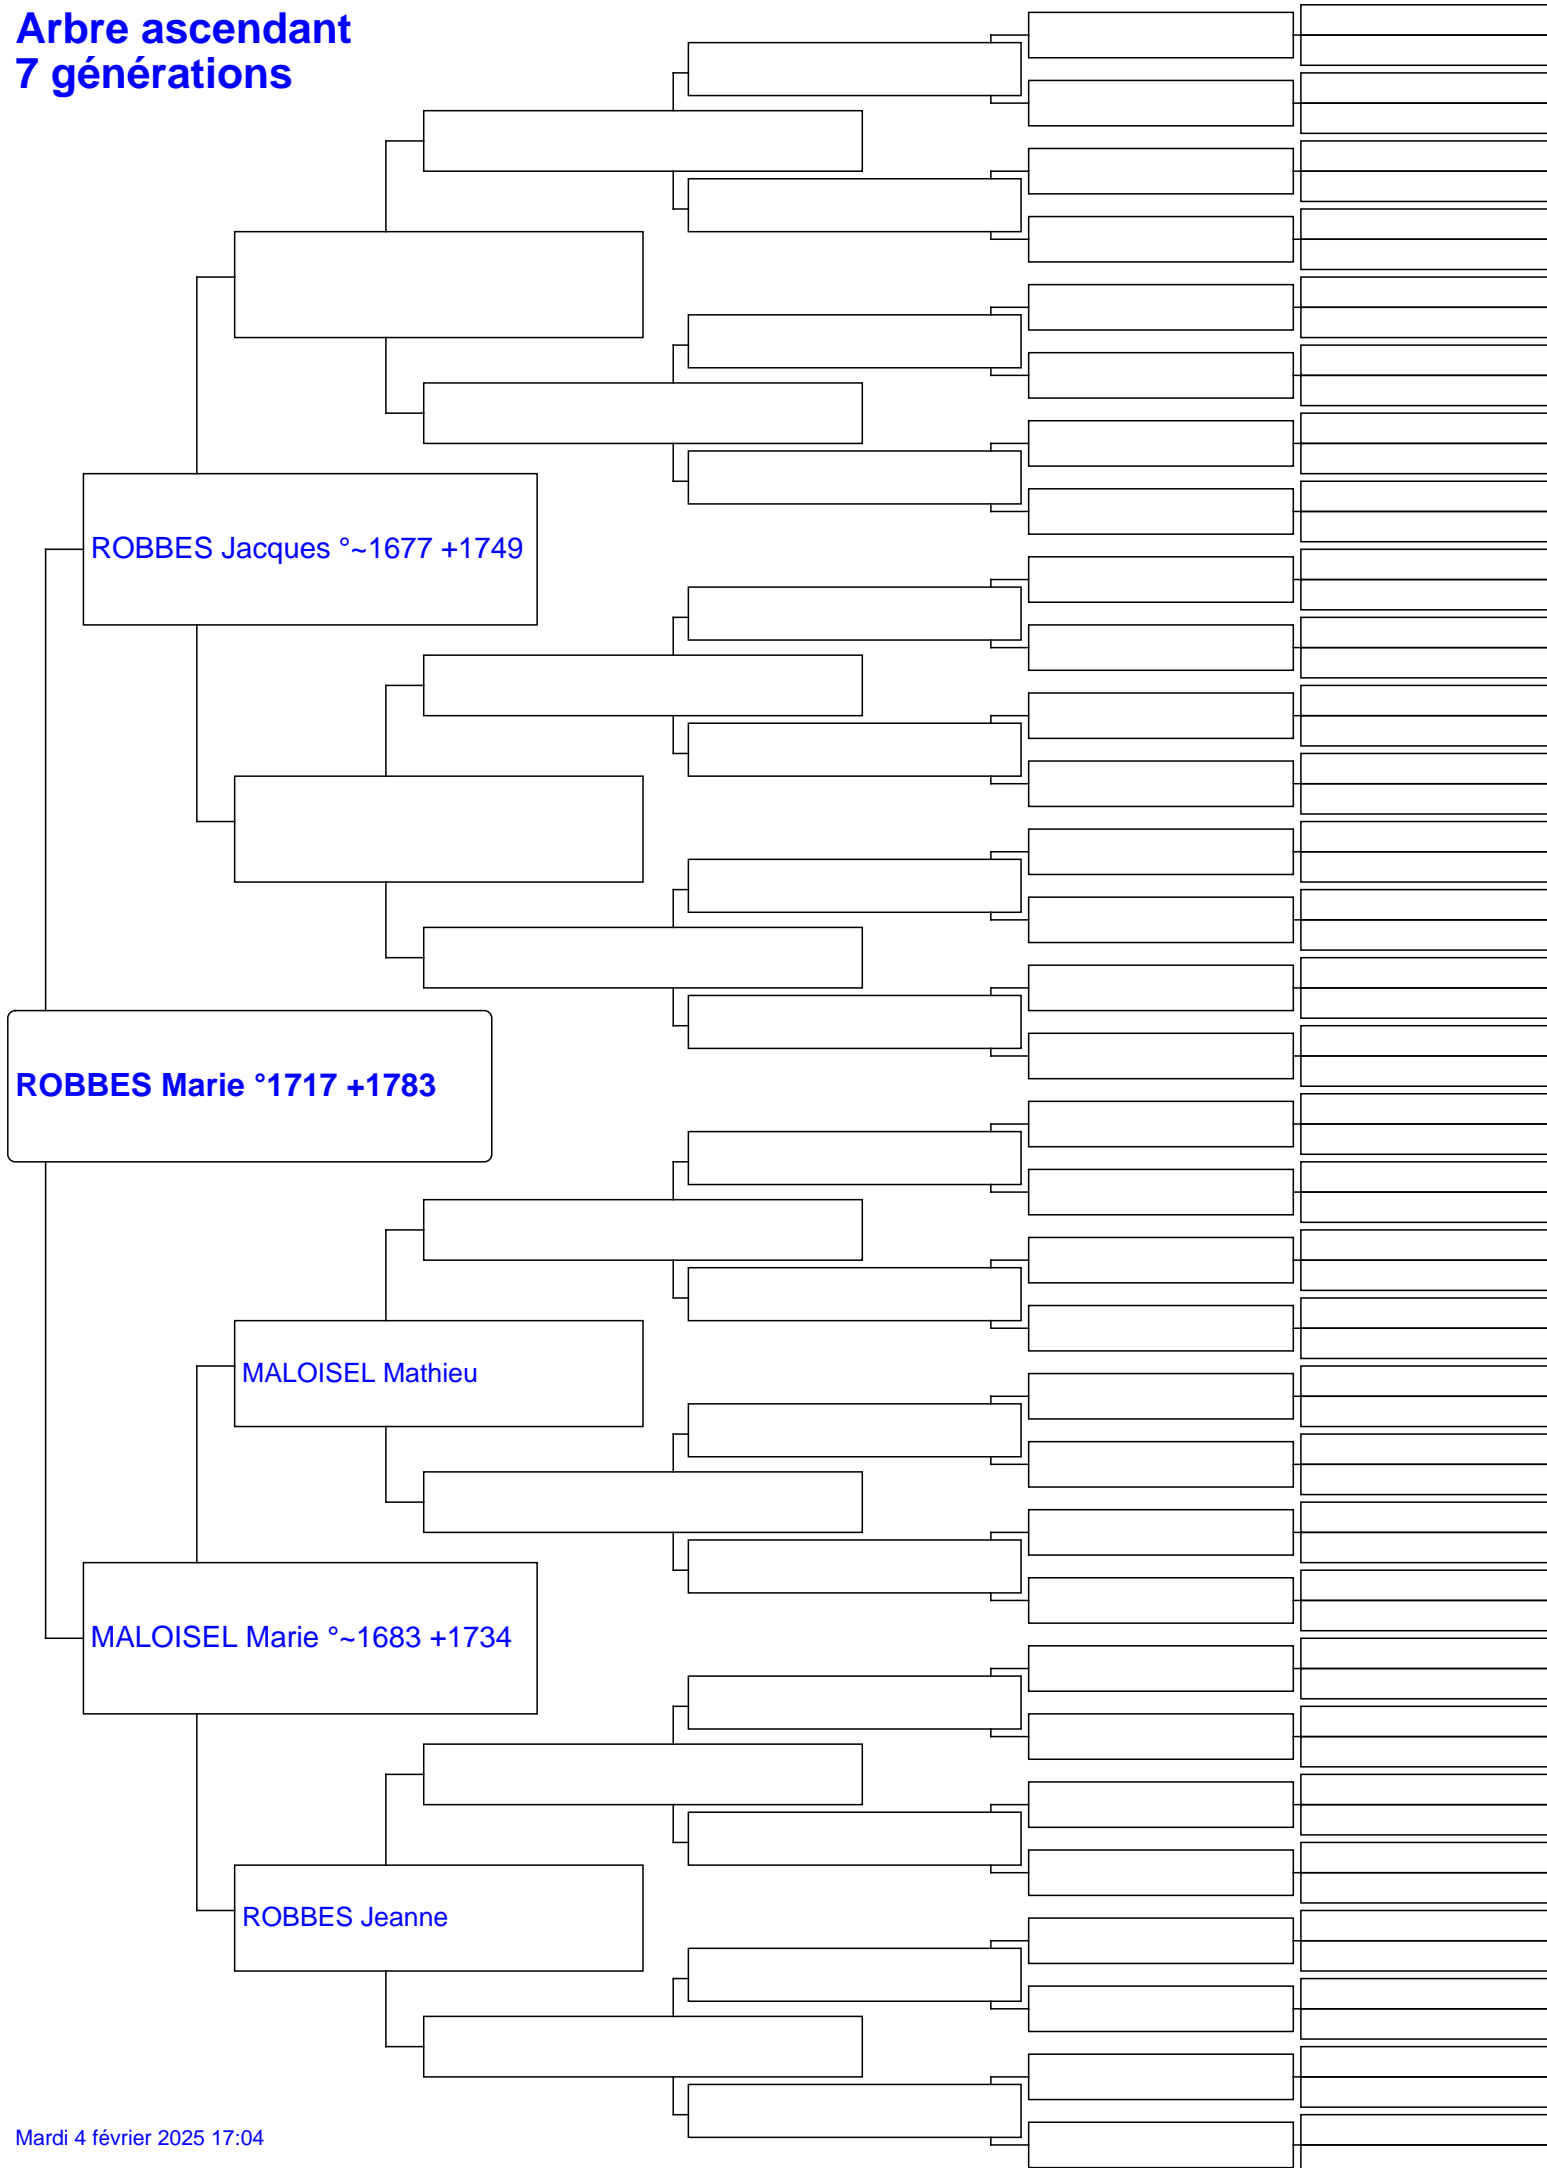 Arbre ascendant
7 générations
ROBBES Jacques °~1677 +1749
ROBBES Marie °1717 +1783
MALOISEL Mathieu
MALOISEL Marie °~1683 +1734
ROBBES Jeanne
Mardi 4 février 2025 17:04